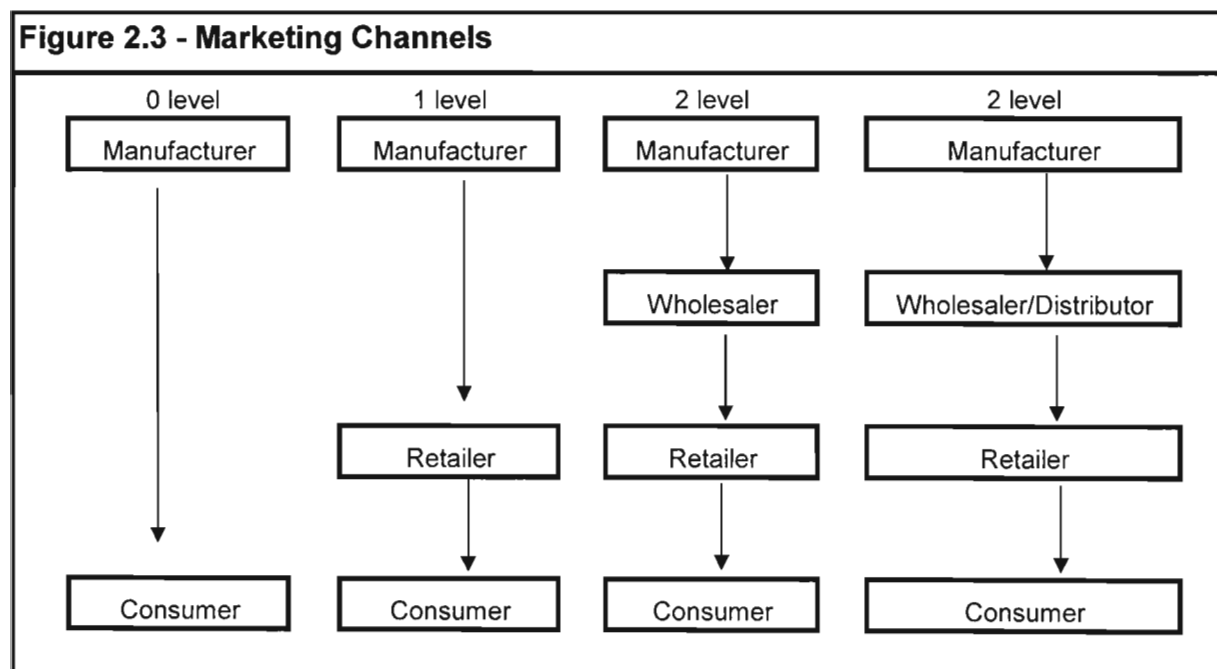 Figure 2.3 - Marketing Channels
0 level 1 level 2 level 2 level
Manufacturer Manufacturer Manufacturer Manufacturer
Wholesaler Wholesaler/Distributor
Retailer Retailer Retailer
Consumer Consumer Consumer Consumer